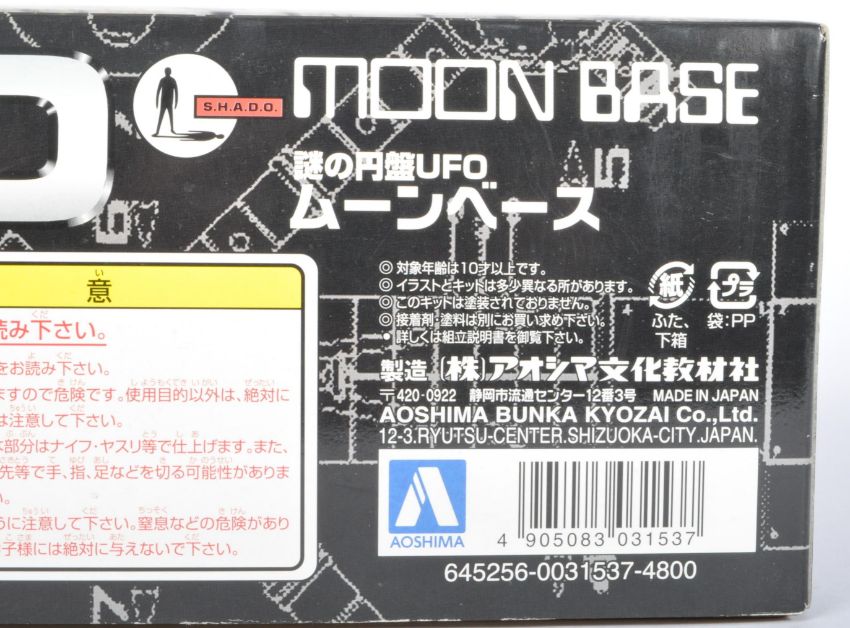 O
S.H.A.D.O.
MOON BASE
謎の円盤UFO
ムーンベース
◎対象年齢は10才以上です。
◎イラストとキットは多少異なる所があります。
◎このキットは塗装されておりません。
◎接着剤・塗料は別にお買い求め下さい。
•詳しくは組立説明書を御覧下さい。
紙
ふた、
下箱
プラ
袋:PP
製造 (株)アオシマ文化教材社
〒420-0922 静岡市流通センター12番3号 MADE IN JAPAN
AOSHIMA BUNKA KYOZAI Co., Ltd.
12-3.RYUTSU-CENTER.SHIZUOKA-CITY.JAPAN.
AOSHIMA
4 905083 031537
645256-0031537-4800
意
読み下さい。
をお読み下さい。
ますので危険です。使用目的以外は、絶対に
は注意して下さい。
部分はナイフ・ヤスリ等で仕上げます。また、
先等で手、指、足などを切る可能性がありま
い。
うに注意して下さい。窒息などの危険があり
子様には絶対に与えないで下さい。